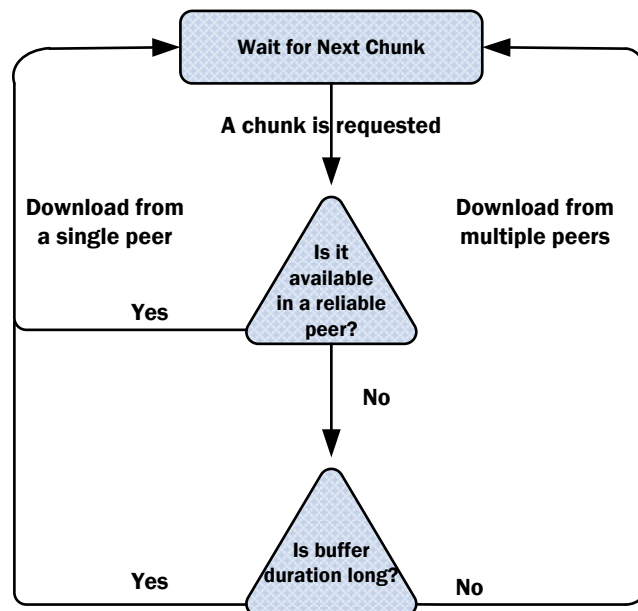 Wait for Next Chunk
A chunk is requested
Download from
a single peer
Download from
multiple peers
Is it
available
in a reliable
peer?
Yes
No
Is buffer
duration long?
Yes
No